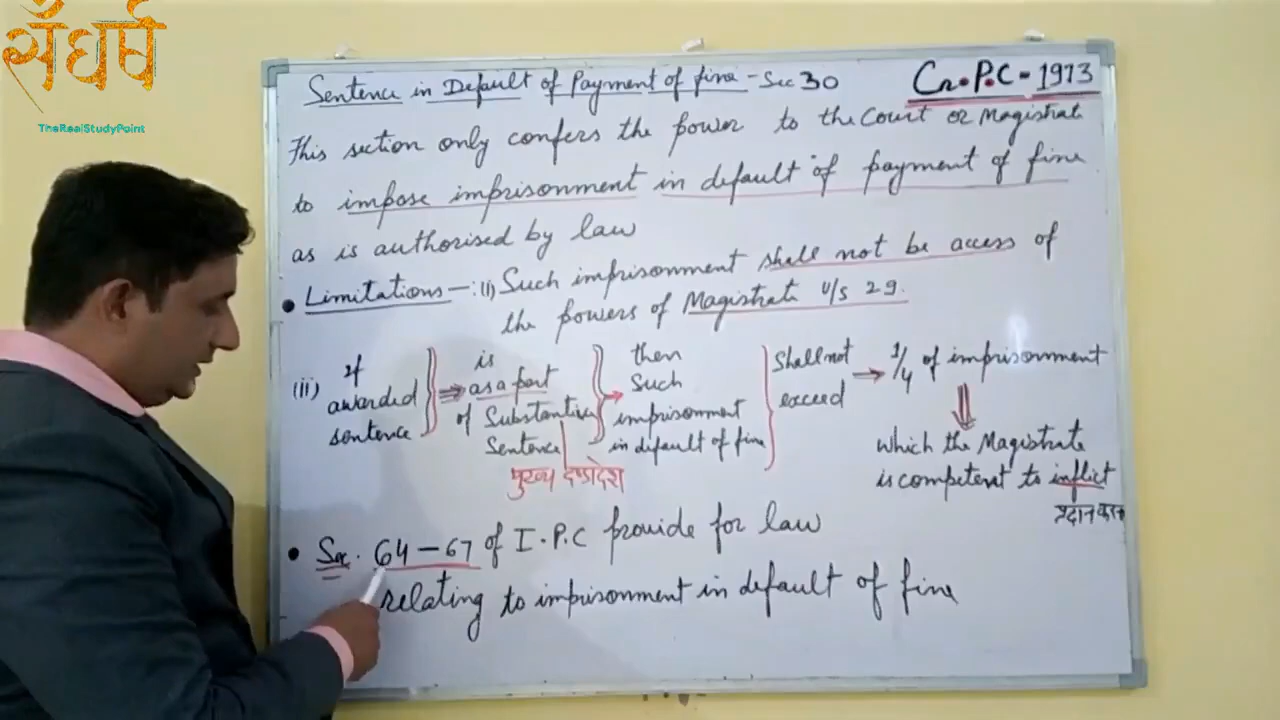 संघर्ष
TheRealStudyPoint
Sentence in Default of Payment of fine - Sec 30
Cr.P.C - 1973
This section only confers the power to the Court or Magistrate
to impose imprisonment in default of payment of fine
as is authorised by law
• Limitations - :(i) Such imprisonment shall not be access of
the powers of Magistrate u/s 29.
(ii) If awarded sentence
is as a part of Substantive Sentence
मुख्य दण्डादेश
then Such imprisonment in default of fine
Shall not exceed
1/4 of imprisonment
which the Magistrate
is competent to inflict
प्रदान करना
• Sec. 64 - 67 of I.P.C provide for law
relating to imprisonment in default of fine